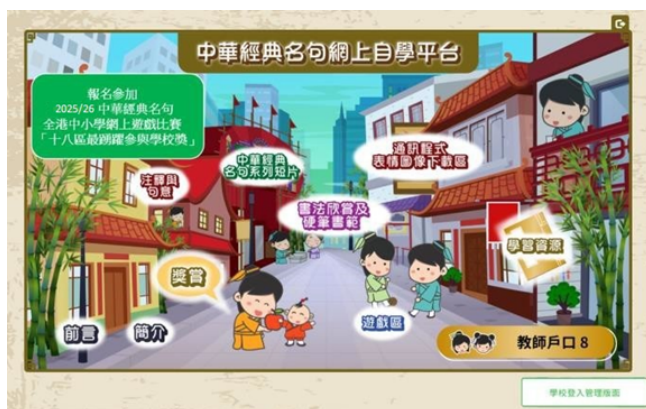 中華經典名句網上自學平台
報名參加
2025/26 中華經典名句
全港中小學網上遊戲比賽
「十八區最踴躍參與學校獎」
中華經典
名句系列短片
通訊程式
表情圖像下載區
注釋與
句意
書法欣賞及
硬筆書範
學習資源
獎賞
前言
簡介
遊戲區
教師戶口 8
學校登入管理版面